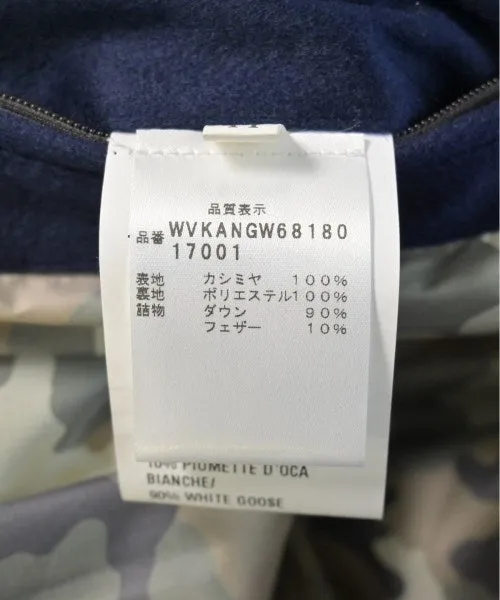 品質表示
品番 WVKANGW68180
17001
表地 カシミヤ 100%
裏地 ポリエステル100%
詰物 ダウン 90%
フェザー 10%
10% PIUMETTE D'OCA
BIANCHE/
90% WHITE GOOSE